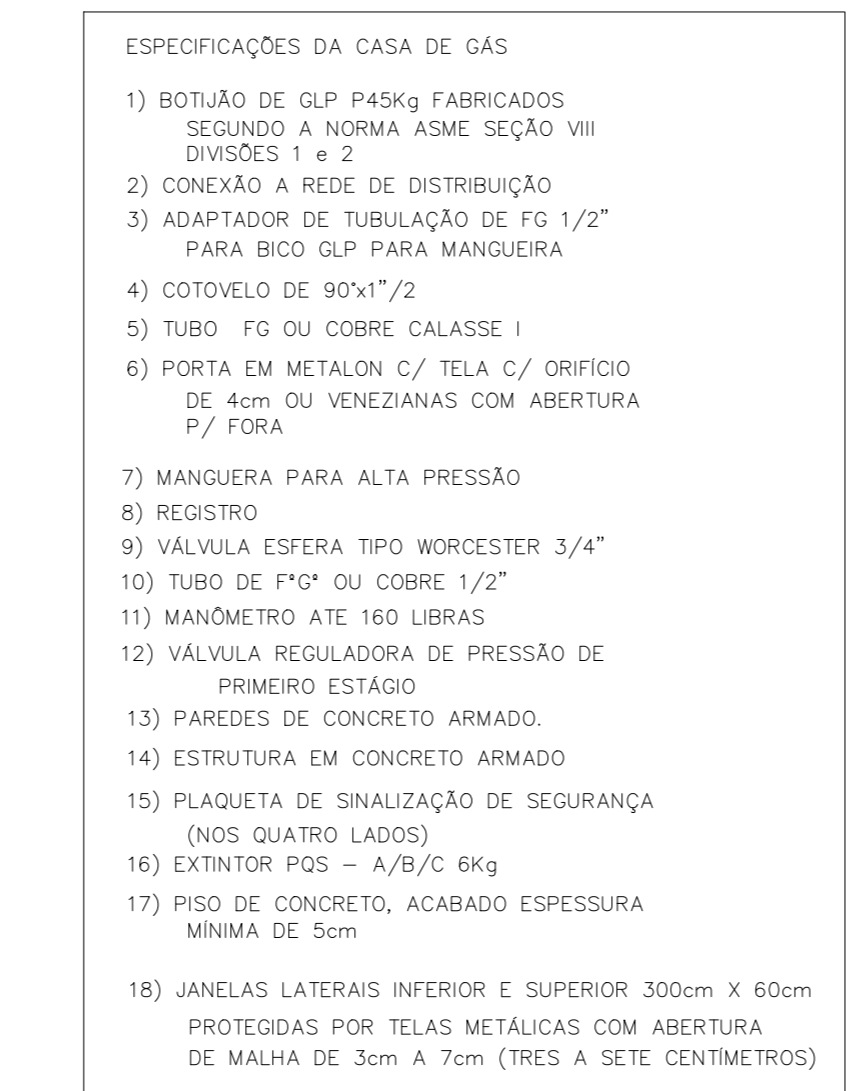 ESPECIFICAÇÕES DA CASA DE GÁS
1) BOTIJÃO DE GLP P45Kg FABRICADOS
SEGUNDO A NORMA ASME SEÇÃO VIII
DIVISÕES 1 e 2
2) CONEXÃO A REDE DE DISTRIBUIÇÃO
3) ADAPTADOR DE TUBULAÇÃO DE FG 1/2"
PARA BICO GLP PARA MANGUEIRA
4) COTOVELO DE 90°x1"/2
5) TUBO FG OU COBRE CALASSE I
6) PORTA EM METALON C/ TELA C/ ORIFÍCIO
DE 4cm OU VENEZIANAS COM ABERTURA
P/ FORA
7) MANGUERA PARA ALTA PRESSÃO
8) REGISTRO
9) VÁLVULA ESFERA TIPO WORCESTER 3/4"
10) TUBO DE F°G° OU COBRE 1/2"
11) MANÔMETRO ATE 160 LIBRAS
12) VÁLVULA REGULADORA DE PRESSÃO DE
PRIMEIRO ESTÁGIO
13) PAREDES DE CONCRETO ARMADO.
14) ESTRUTURA EM CONCRETO ARMADO
15) PLAQUETA DE SINALIZAÇÃO DE SEGURANÇA
(NOS QUATRO LADOS)
16) EXTINTOR PQS – A/B/C 6Kg
17) PISO DE CONCRETO, ACABADO ESPESSURA
MÍNIMA DE 5cm
18) JANELAS LATERAIS INFERIOR E SUPERIOR 300cm X 60cm
PROTEGIDAS POR TELAS METÁLICAS COM ABERTURA
DE MALHA DE 3cm A 7cm (TRES A SETE CENTÍMETROS)